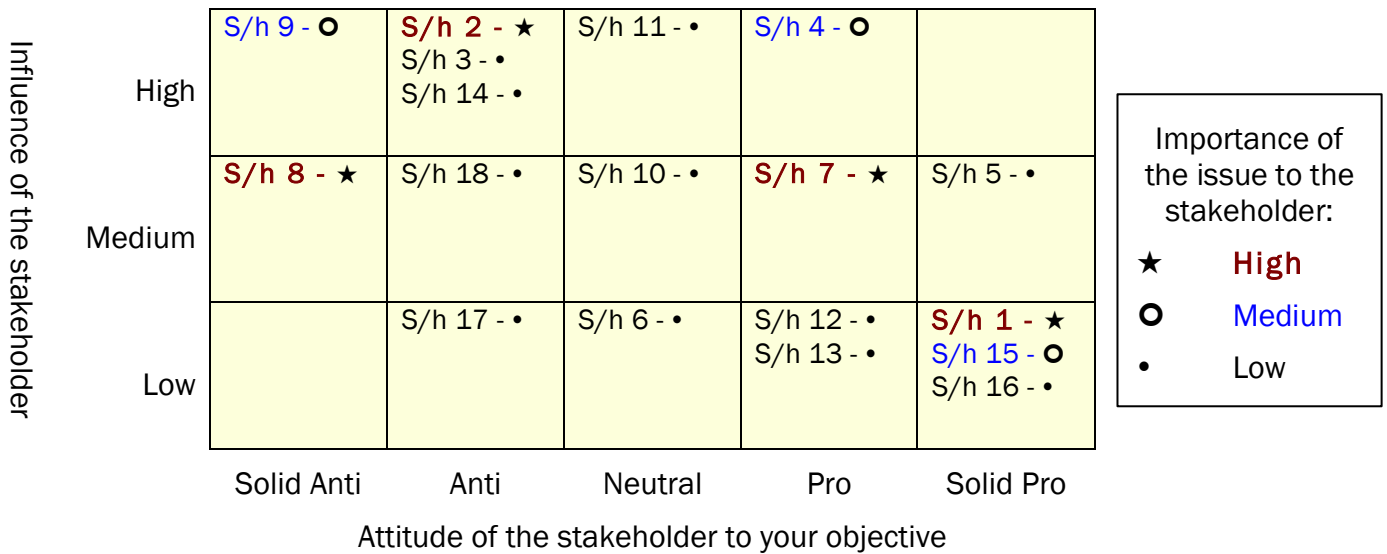 Influence of the stakeholder
High
S/h 9 - o
S/h 2 - ★
S/h 3 - •
S/h 14 - •
S/h 11 - •
S/h 4 - o
Medium
S/h 8 - ★
S/h 18 - •
S/h 10 - •
S/h 7 - ★
S/h 5 - •
Low
S/h 17 - •
S/h 6 - •
S/h 12 - •
S/h 13 - •
S/h 1 - ★
S/h 15 - o
S/h 16 - •
Solid Anti
Anti
Neutral
Pro
Solid Pro
Attitude of the stakeholder to your objective
Importance of
the issue to the
stakeholder:
★ High
o Medium
• Low